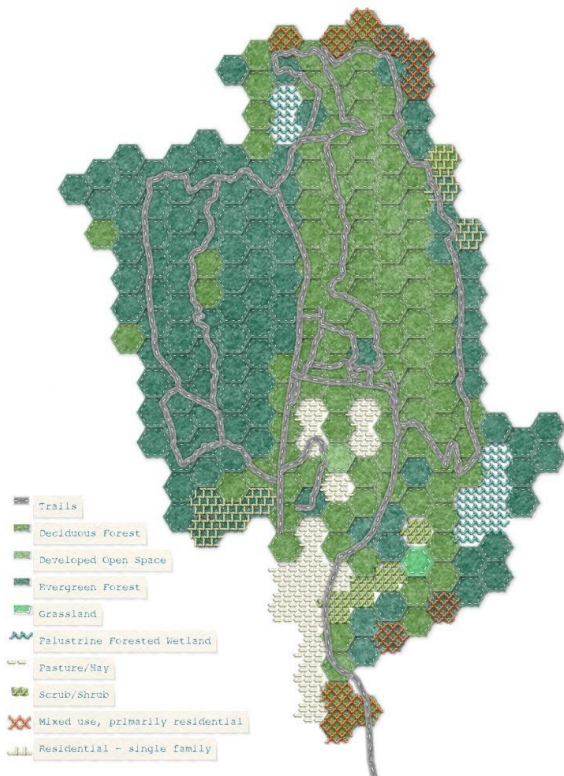 Trails
Deciduous Forest
Developed Open Space
Evergreen Forest
Grassland
Palustrine Forested Wetland
Pasture/Hay
Scrub/Shrub
Mixed use, primarily residential
Residential - single family